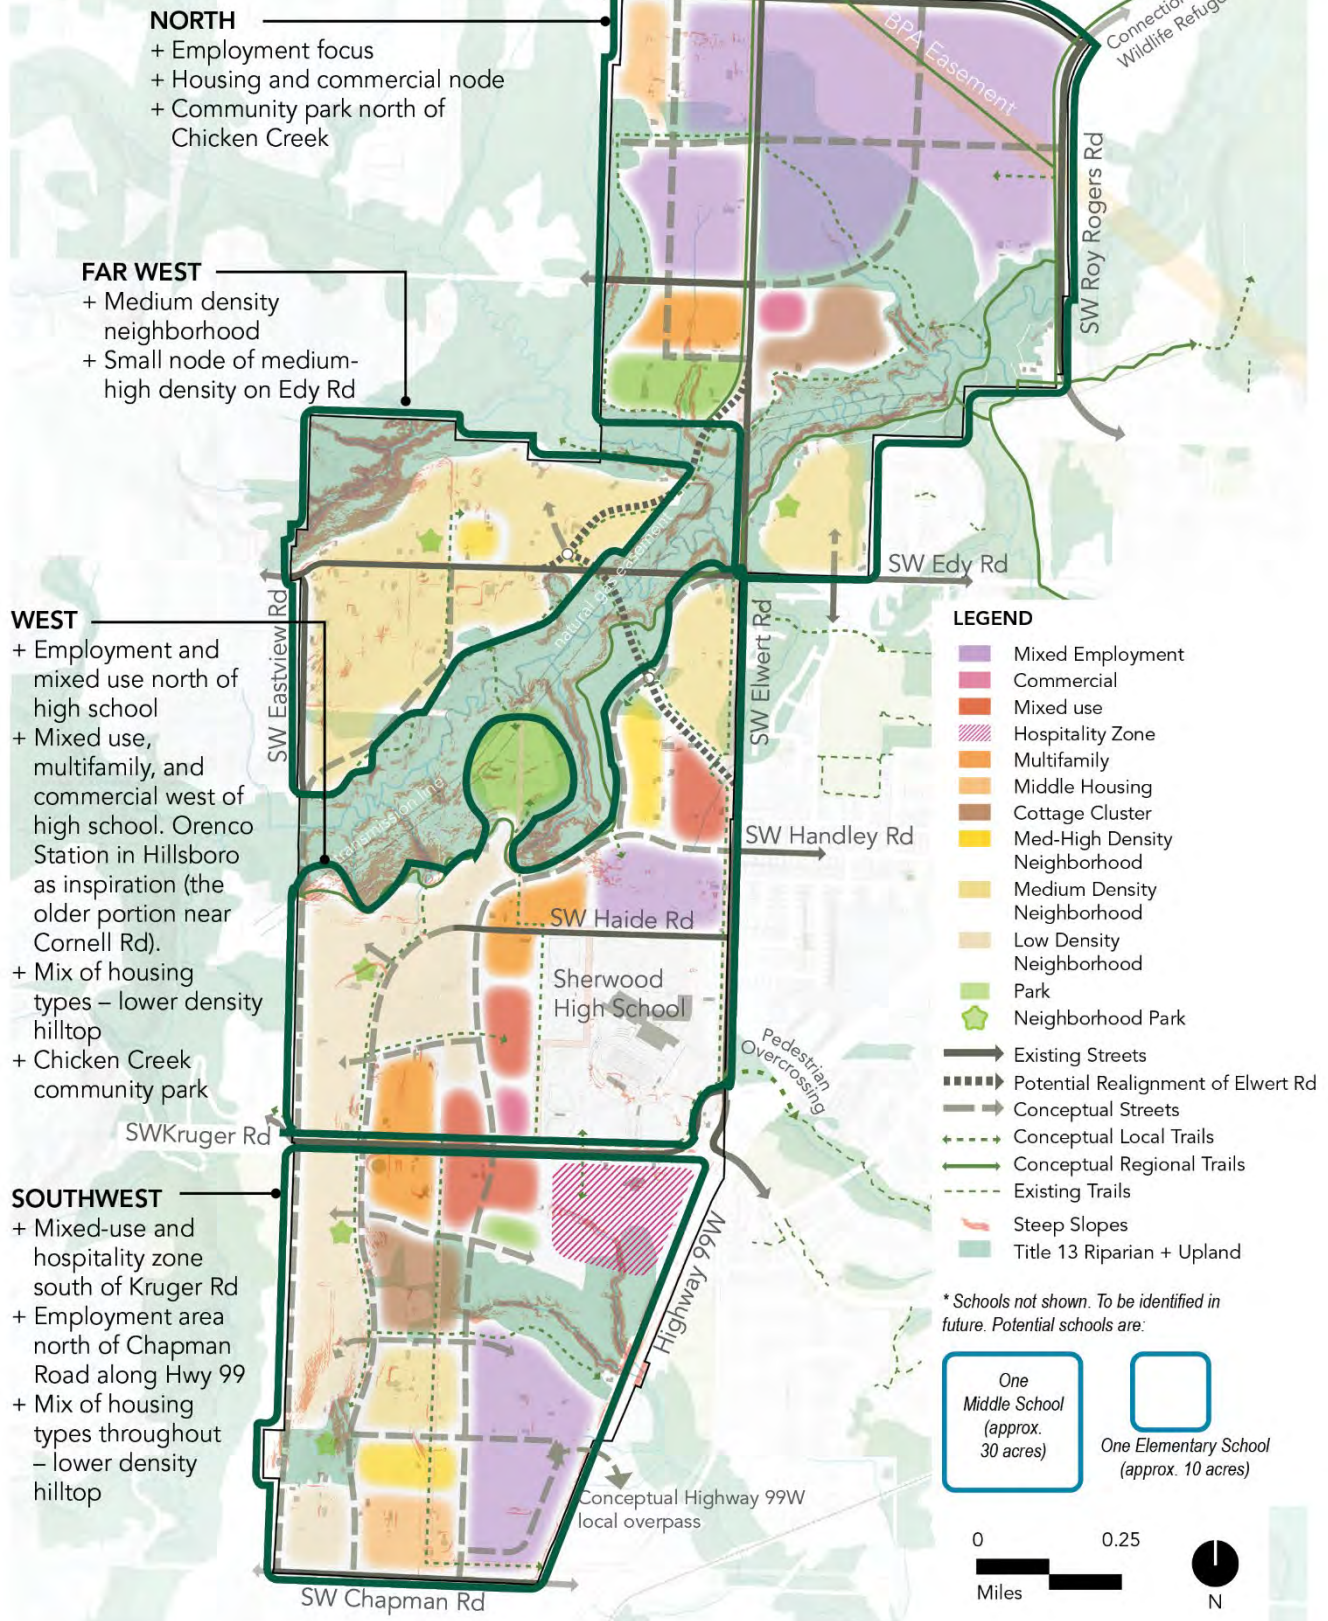 NORTH
+ Employment focus
+ Housing and commercial node
+ Community park north of
Chicken Creek
FAR WEST
+ Medium density
neighborhood
+ Small node of medium-
high density on Edy Rd
WEST
+ Employment and
mixed use north of
high school
+ Mixed use,
multifamily, and
commercial west of
high school. Orenco
Station in Hillsboro
as inspiration (the
older portion near
Cornell Rd).
+ Mix of housing
types – lower density
hilltop
+ Chicken Creek
community park
SOUTHWEST
+ Mixed-use and
hospitality zone
south of Kruger Rd
+ Employment area
north of Chapman
Road along Hwy 99
+ Mix of housing
types throughout
– lower density
hilltop
BPA Easement
Connection
Wildlife Refuge
SW Roy Rogers Rd
SW Edy Rd
natural gas easement
SW Eastview Rd
SW Elwert Rd
transmission line
SW Handley Rd
SW Haide Rd
Sherwood
High School
Pedestrian
Overcrossing
SWKruger Rd
Highway 99W
Conceptual Highway 99W
local overpass
SW Chapman Rd
LEGEND
Mixed Employment
Commercial
Mixed use
Hospitality Zone
Multifamily
Middle Housing
Cottage Cluster
Med-High Density
Neighborhood
Medium Density
Neighborhood
Low Density
Neighborhood
Park
Neighborhood Park
Existing Streets
Potential Realignment of Elwert Rd
Conceptual Streets
Conceptual Local Trails
Conceptual Regional Trails
Existing Trails
Steep Slopes
Title 13 Riparian + Upland
* Schools not shown. To be identified in
future. Potential schools are:
One
Middle School
(approx.
30 acres)
One Elementary School
(approx. 10 acres)
0 0.25
Miles
N